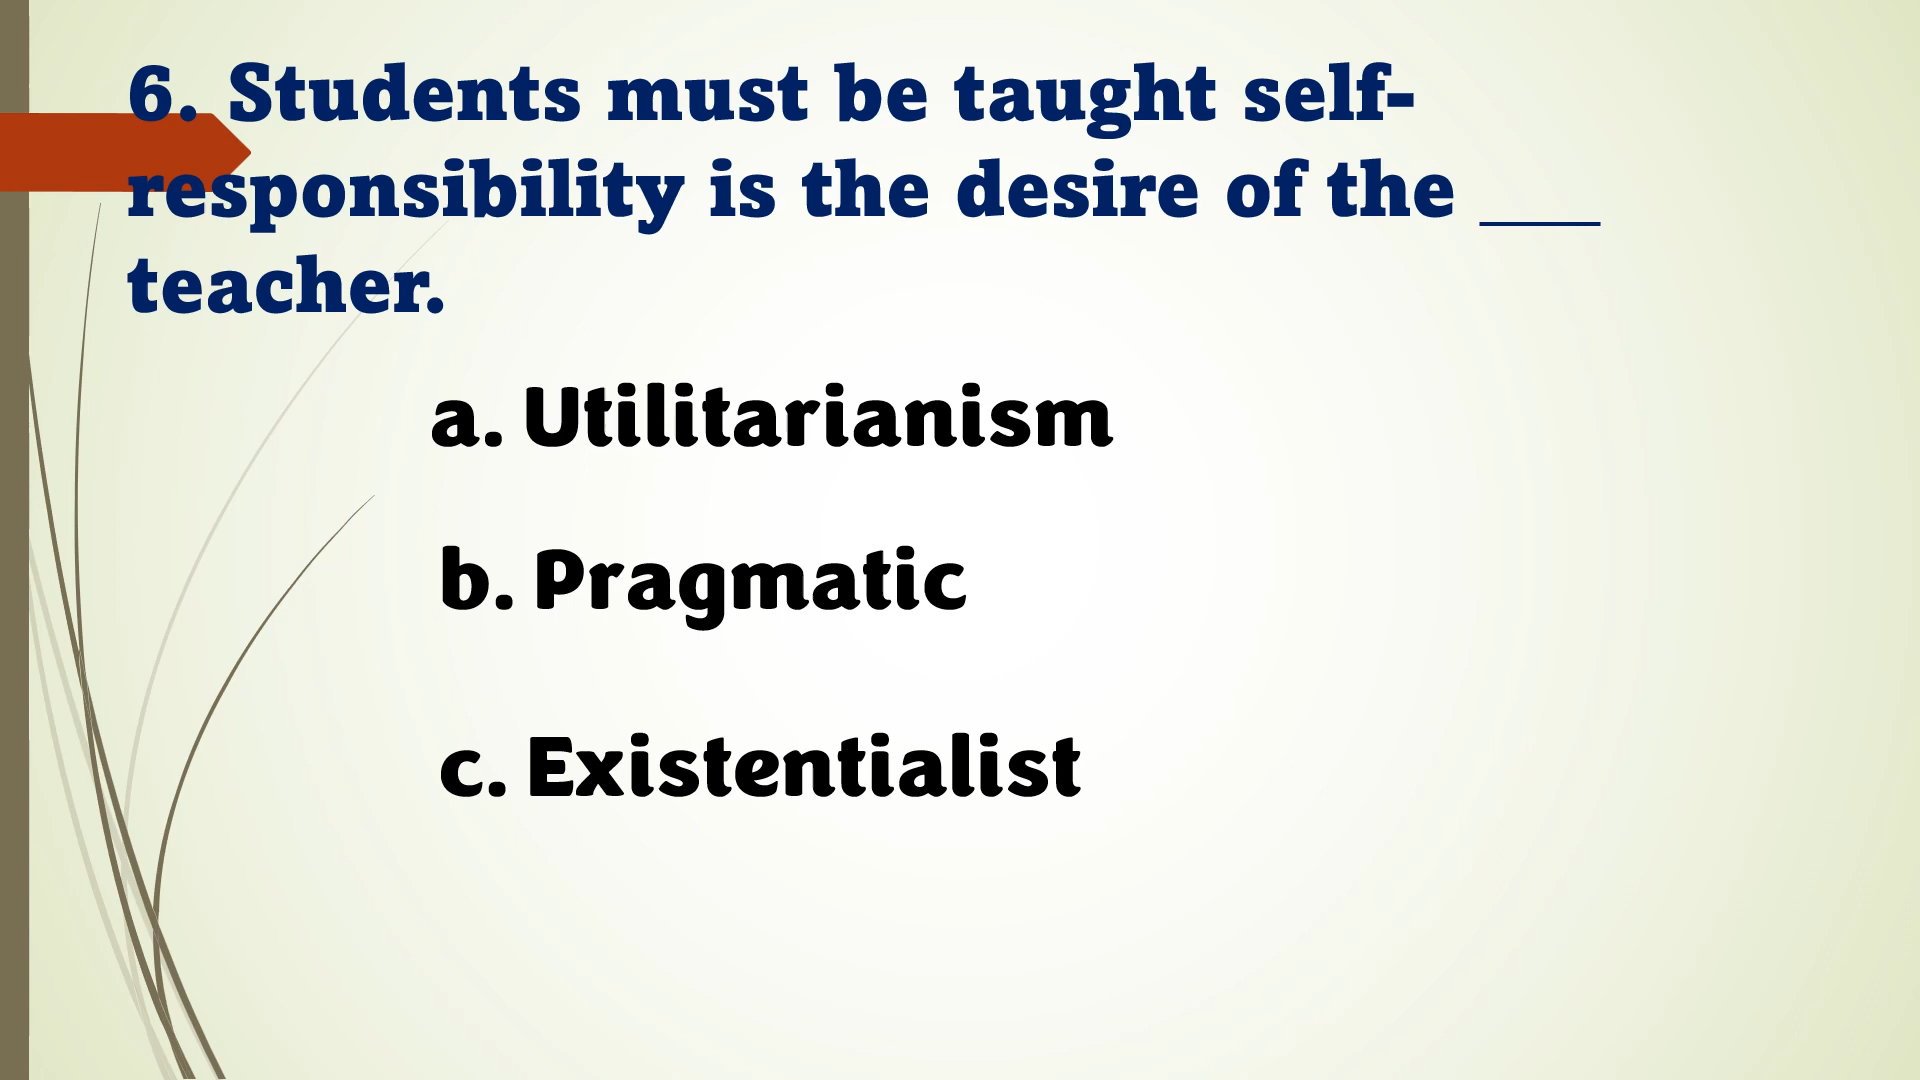 6. Students must be taught self-
responsibility is the desire of the ___
teacher.
a. Utilitarianism
b. Pragmatic
c. Existentialist